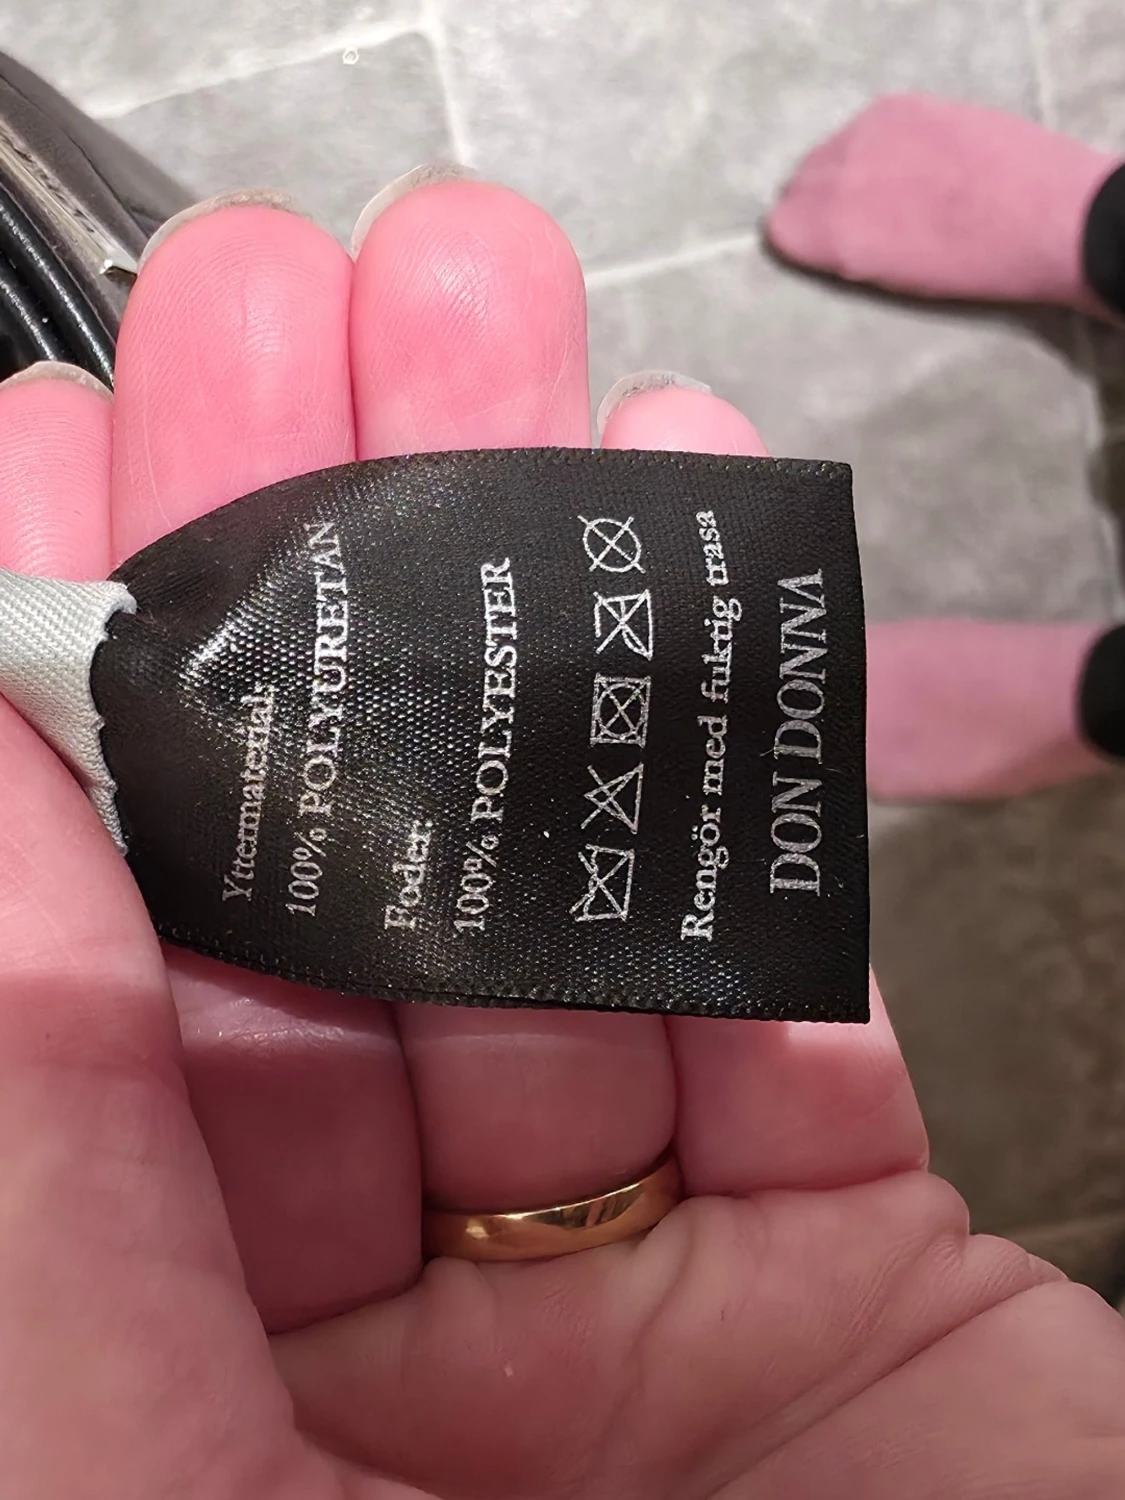 Yttermaterial:
100% POLYURETAN
Foder:
100% POLYESTER
Rengör med fuktig trasa
DON DONNA